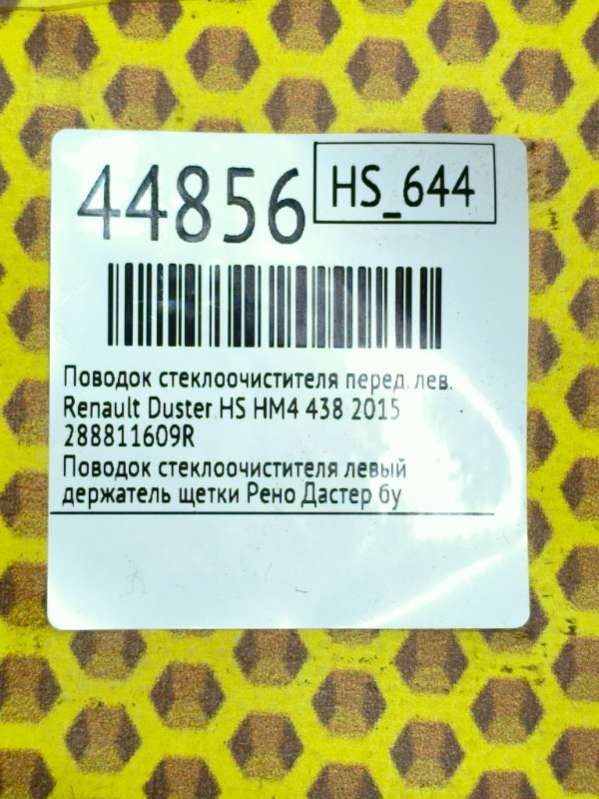 44856
HS_644
Поводок стеклоочистителя перед. лев.
Renault Duster HS HM4 438 2015
288811609R
Поводок стеклоочистителя левый
держатель щетки Рено Дастер бу